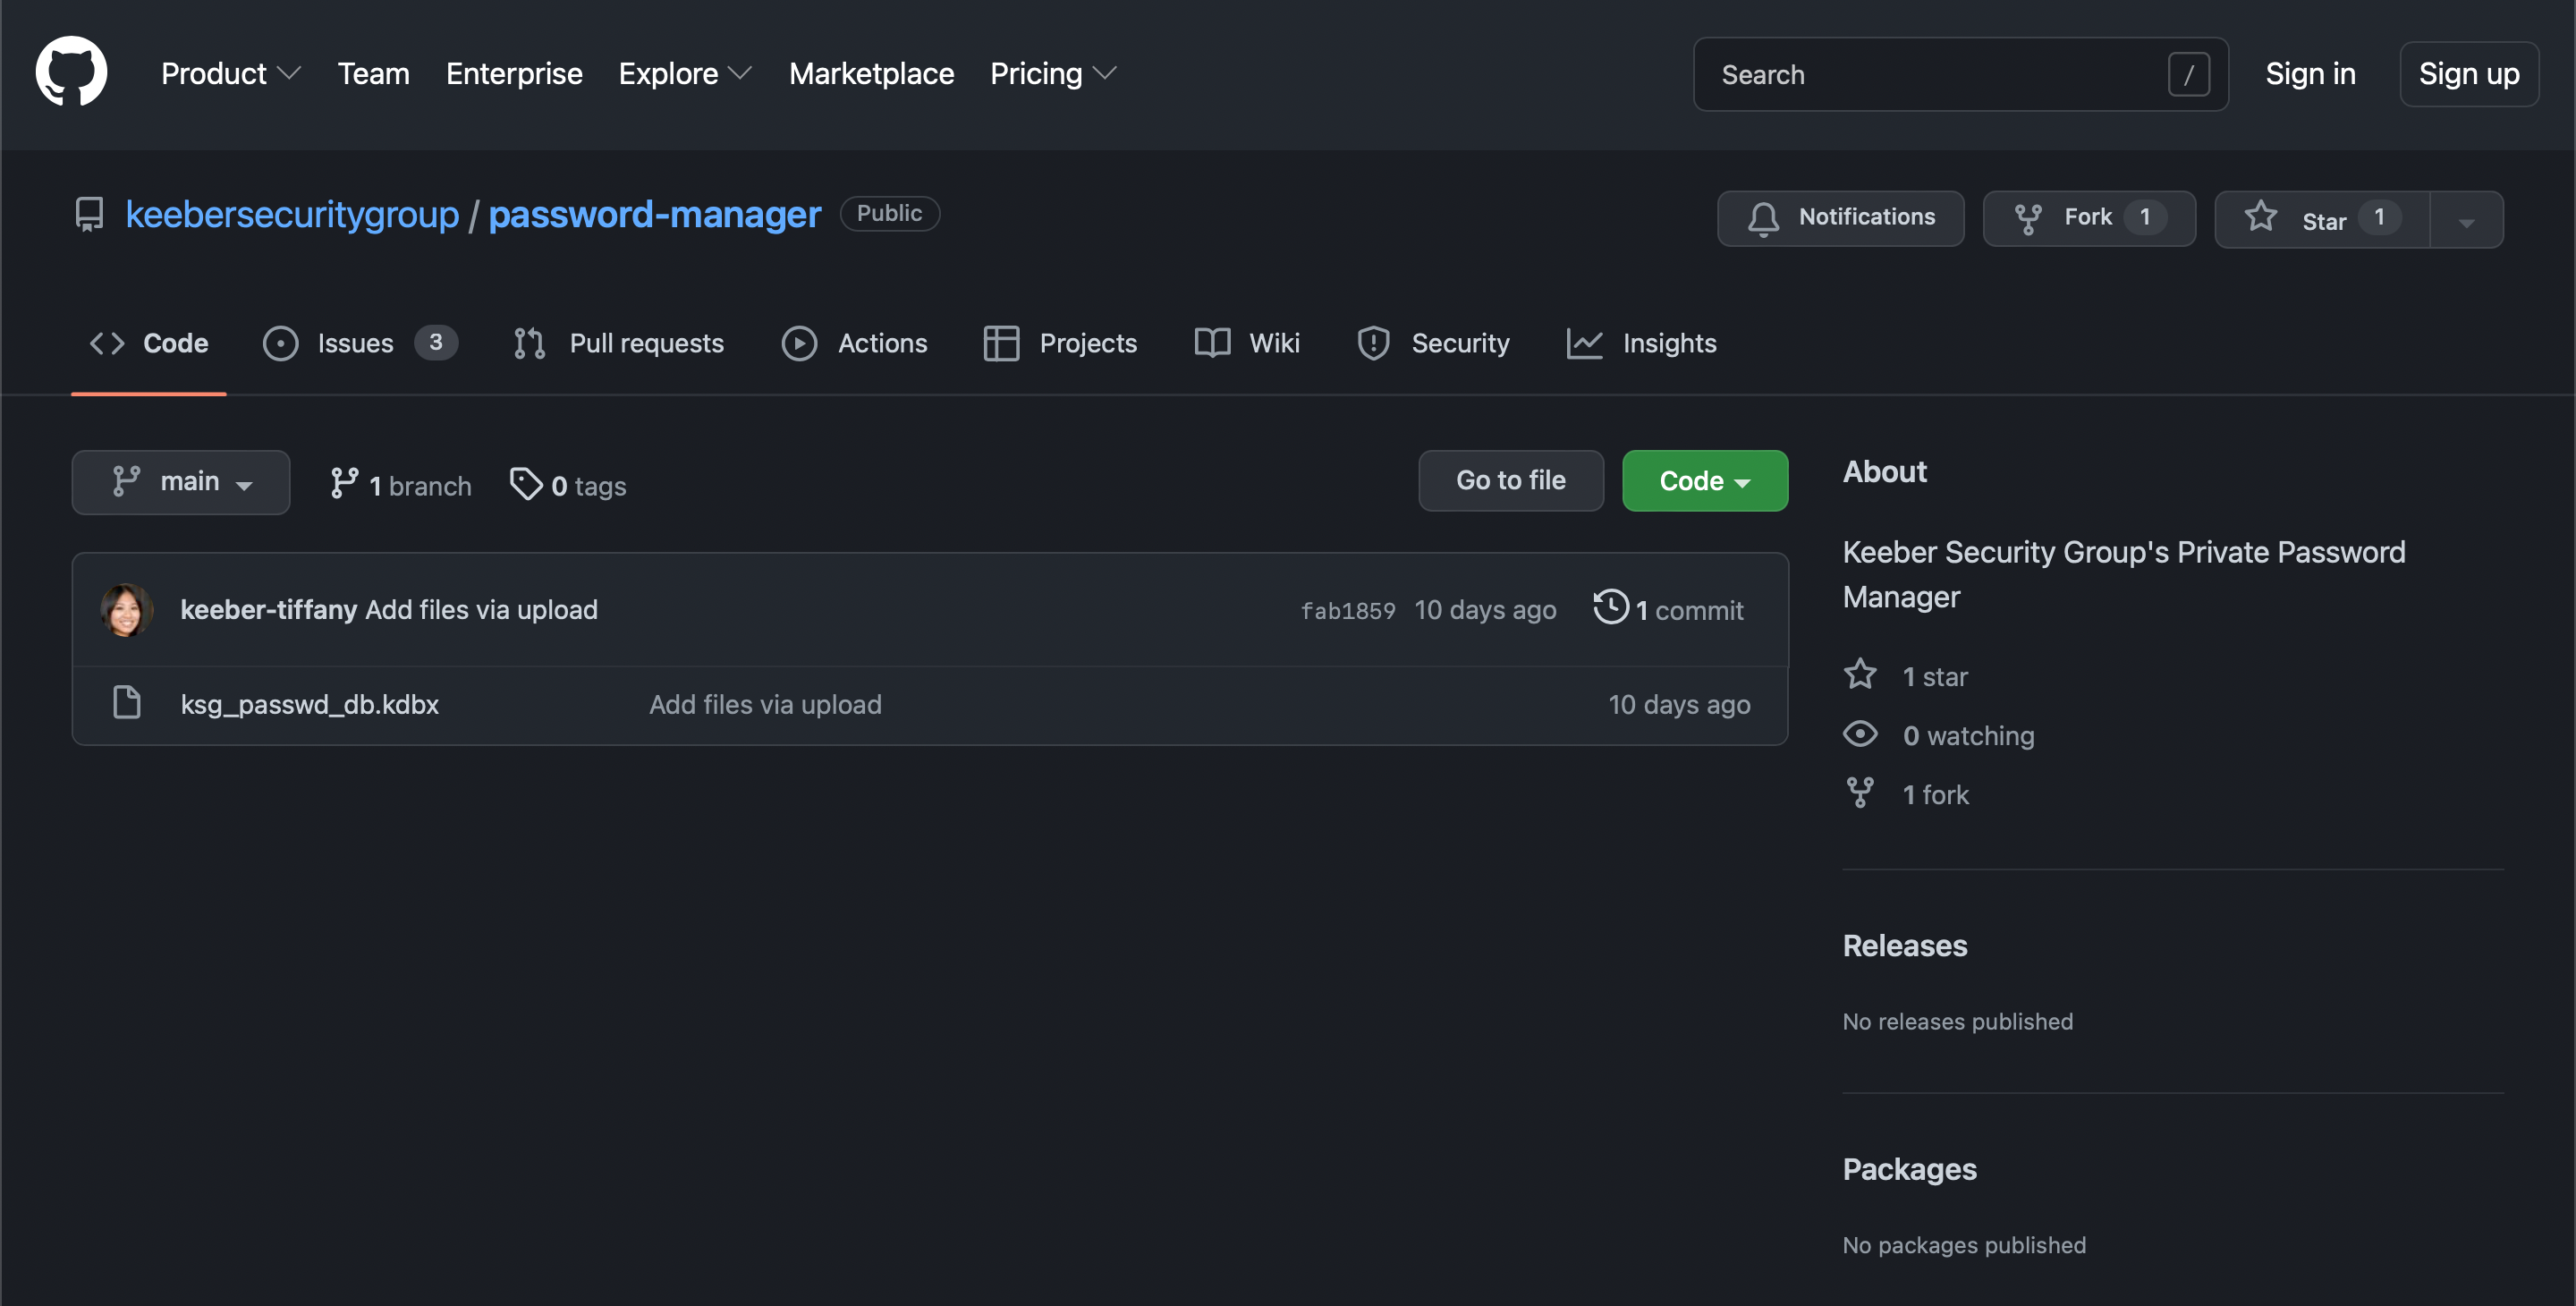 Product Team Enterprise Explore Marketplace Pricing Search / Sign in Sign up
keebersecuritygroup / password-manager Public Notifications Fork 1 Star 1
Code Issues 3 Pull requests Actions Projects Wiki Security Insights
main 1 branch 0 tags Go to file Code
keeber-tiffany Add files via upload fab1859 10 days ago 1 commit
ksg_passwd_db.kdbx Add files via upload 10 days ago
About
Keeber Security Group's Private Password
Manager
1 star
0 watching
1 fork
Releases
No releases published
Packages
No packages published